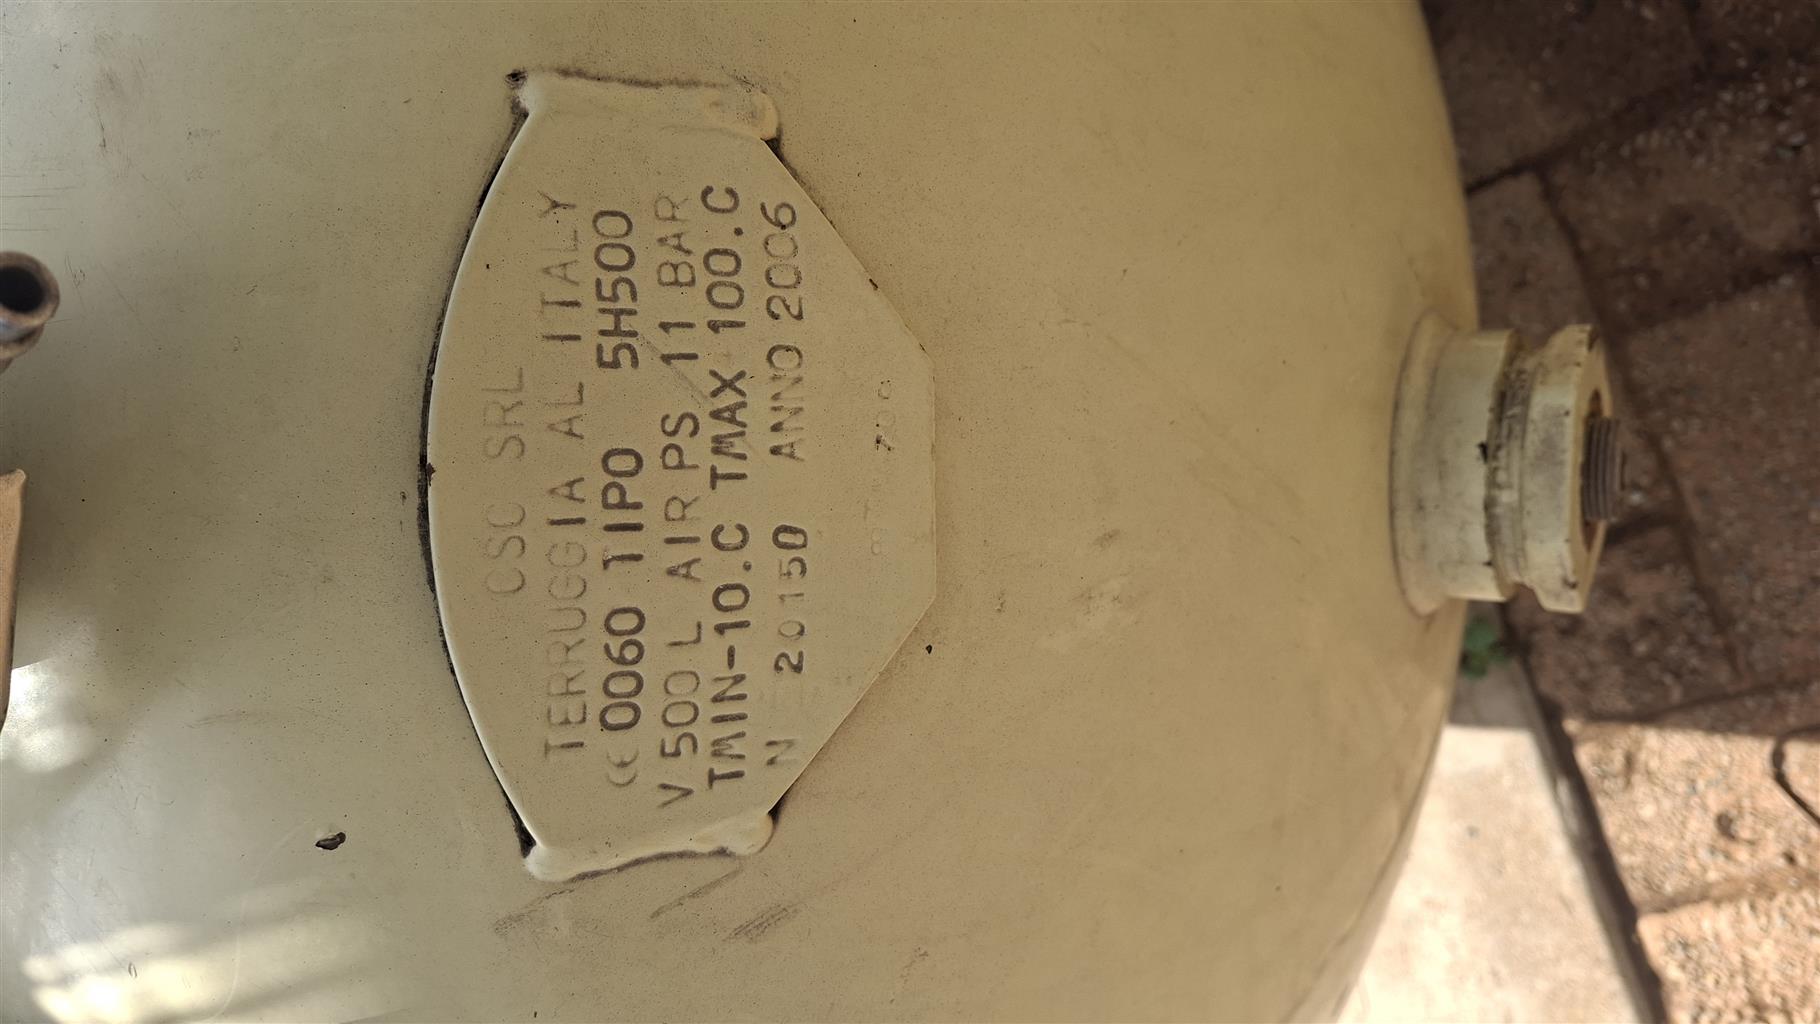 CSC SRL
TERRUGGIA AL ITALY
CE 0060 TIPO 5H500
V 500 L AIR PS 11 BAR
TMIN-10.C TMAX 100.C
N 20150 ANNO 2006